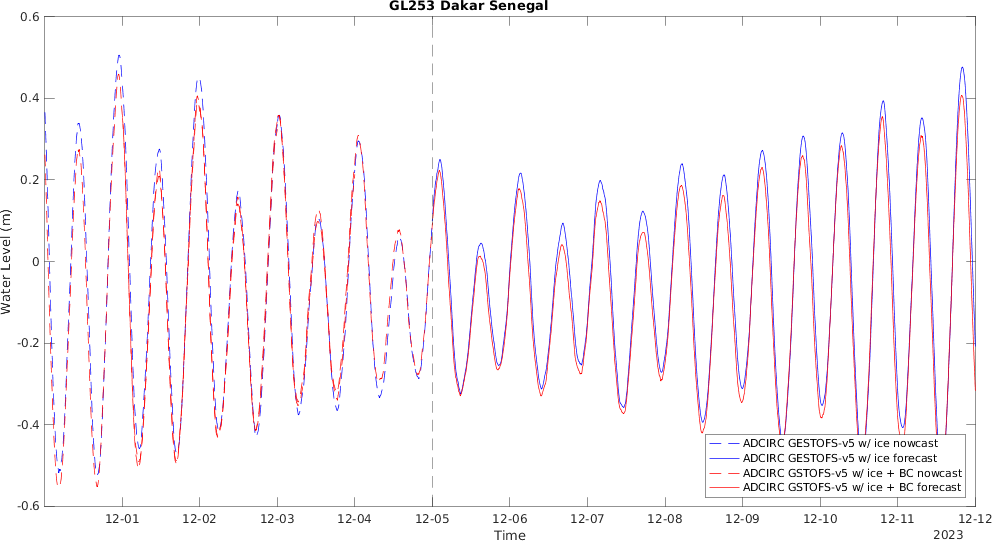 GL253 Dakar Senegal
0.6
0.4
0.2
0
-0.2
-0.4
-0.6
Water Level (m)
ADCIRC GESTOFS-v5 w/ ice nowcast
ADCIRC GESTOFS-v5 w/ ice forecast
ADCIRC GSTOFS-v5 w/ ice + BC nowcast
ADCIRC GSTOFS-v5 w/ ice + BC forecast
12-01 12-02 12-03 12-04 12-05 12-06 12-07 12-08 12-09 12-10 12-11 12-12
Time
2023